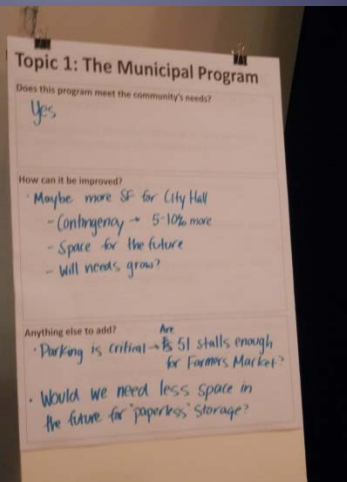 Topic 1: The Municipal Program
Does this program meet the community's needs?
Yes
How can it be improved?
· Maybe more SF for City Hall
- Contingency → 5-10% more
- Space for the future
- Will needs grow?
Anything else to add?
· Parking is critical → Are 51 stalls enough
for Farmers Market?
· Would we need less space in
the future for "paperless" storage?